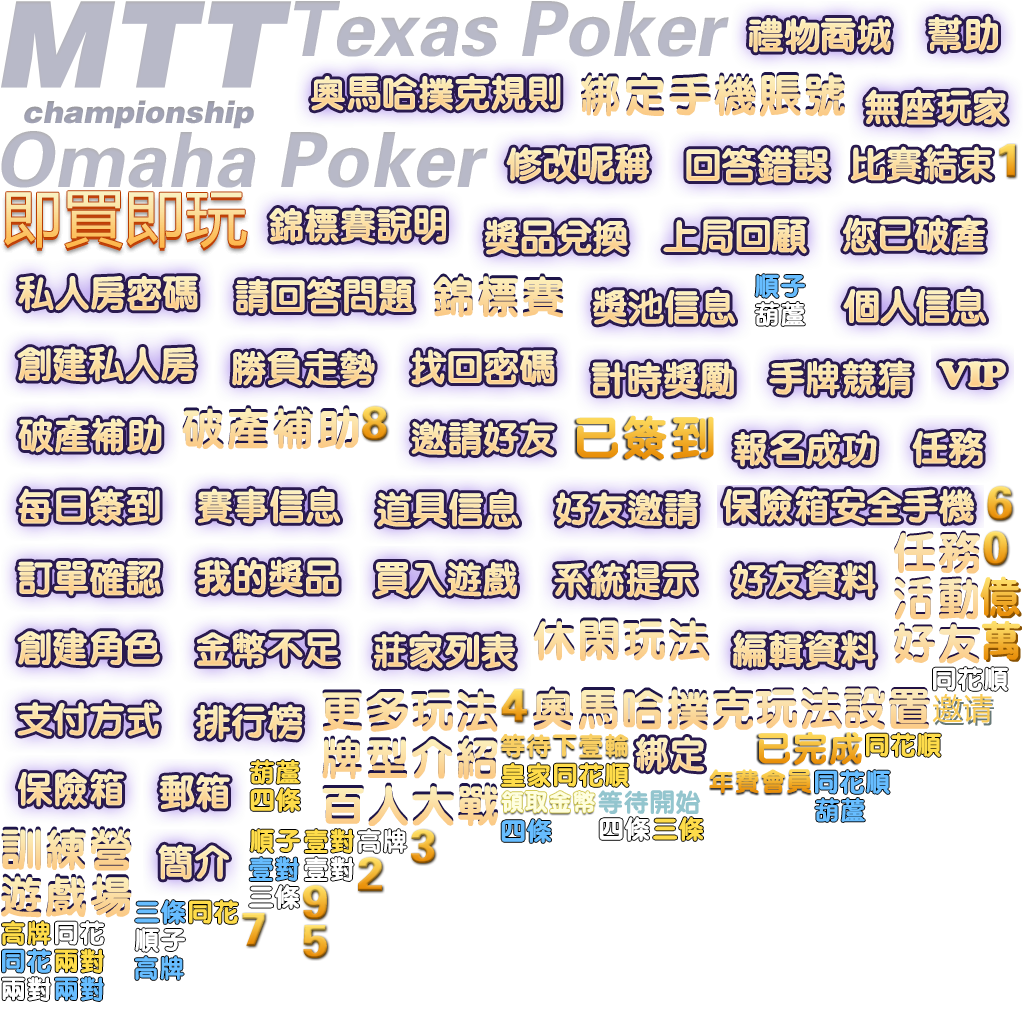 MTT
Texas Poker
禮物商城
幫助
championship
奧馬哈撲克規則
綁定手機賬號
無座玩家
Omaha Poker
修改昵稱
回答錯誤
比賽結束
1
即買即玩
錦標賽說明
獎品兌換
上局回顧
您已破產
私人房密碼
請回答問題
錦標賽
獎池信息
順子
葫蘆
個人信息
創建私人房
勝負走勢
找回密碼
計時獎勵
手牌競猜
VIP
破產補助
破產補助
8
邀請好友
已簽到
報名成功
任務
每日簽到
賽事信息
道具信息
好友邀請
保險箱安全手機
6
任務
0
訂單確認
我的獎品
買入遊戲
系統提示
好友資料
活動
億
創建角色
金幣不足
莊家列表
休閑玩法
編輯資料
好友
萬
同花順
支付方式
排行榜
更多玩法
4
奧馬哈撲克玩法設置
邀请
牌型介紹
等待下壹輪
綁定
已完成
同花順
保險箱
郵箱
葫蘆
四條
皇家同花順
年費會員
同花順
百人大戰
領取金幣
等待開始
葫蘆
四條
四條
三條
訓練營
簡介
順子
壹對
高牌
3
壹對
壹對
2
遊戲場
三條
9
三條
同花
7
5
高牌
同花
順子
同花
兩對
高牌
兩對
兩對